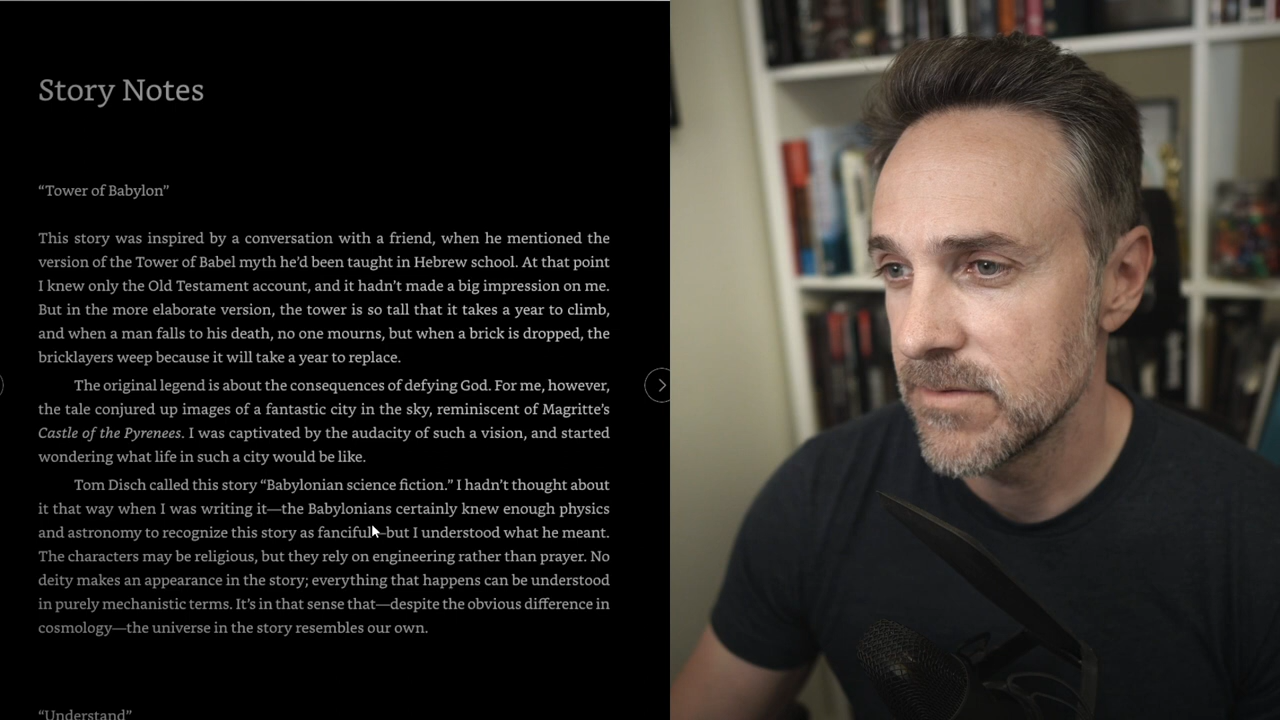 Story Notes
“Tower of Babylon”
This story was inspired by a conversation with a friend, when he mentioned the
version of the Tower of Babel myth he’d been taught in Hebrew school. At that point
I knew only the Old Testament account, and it hadn’t made a big impression on me.
But in the more elaborate version, the tower is so tall that it takes a year to climb,
and when a man falls to his death, no one mourns, but when a brick is dropped, the
bricklayers weep because it will take a year to replace.
The original legend is about the consequences of defying God. For me, however,
the tale conjured up images of a fantastic city in the sky, reminiscent of Magritte’s
Castle of the Pyrenees. I was captivated by the audacity of such a vision, and started
wondering what life in such a city would be like.
Tom Disch called this story “Babylonian science fiction.” I hadn’t thought about
it that way when I was writing it—the Babylonians certainly knew enough physics
and astronomy to recognize this story as fanciful—but I understood what he meant.
The characters may be religious, but they rely on engineering rather than prayer. No
deity makes an appearance in the story; everything that happens can be understood
in purely mechanistic terms. It’s in that sense that—despite the obvious difference in
cosmology—the universe in the story resembles our own.
“Understand”